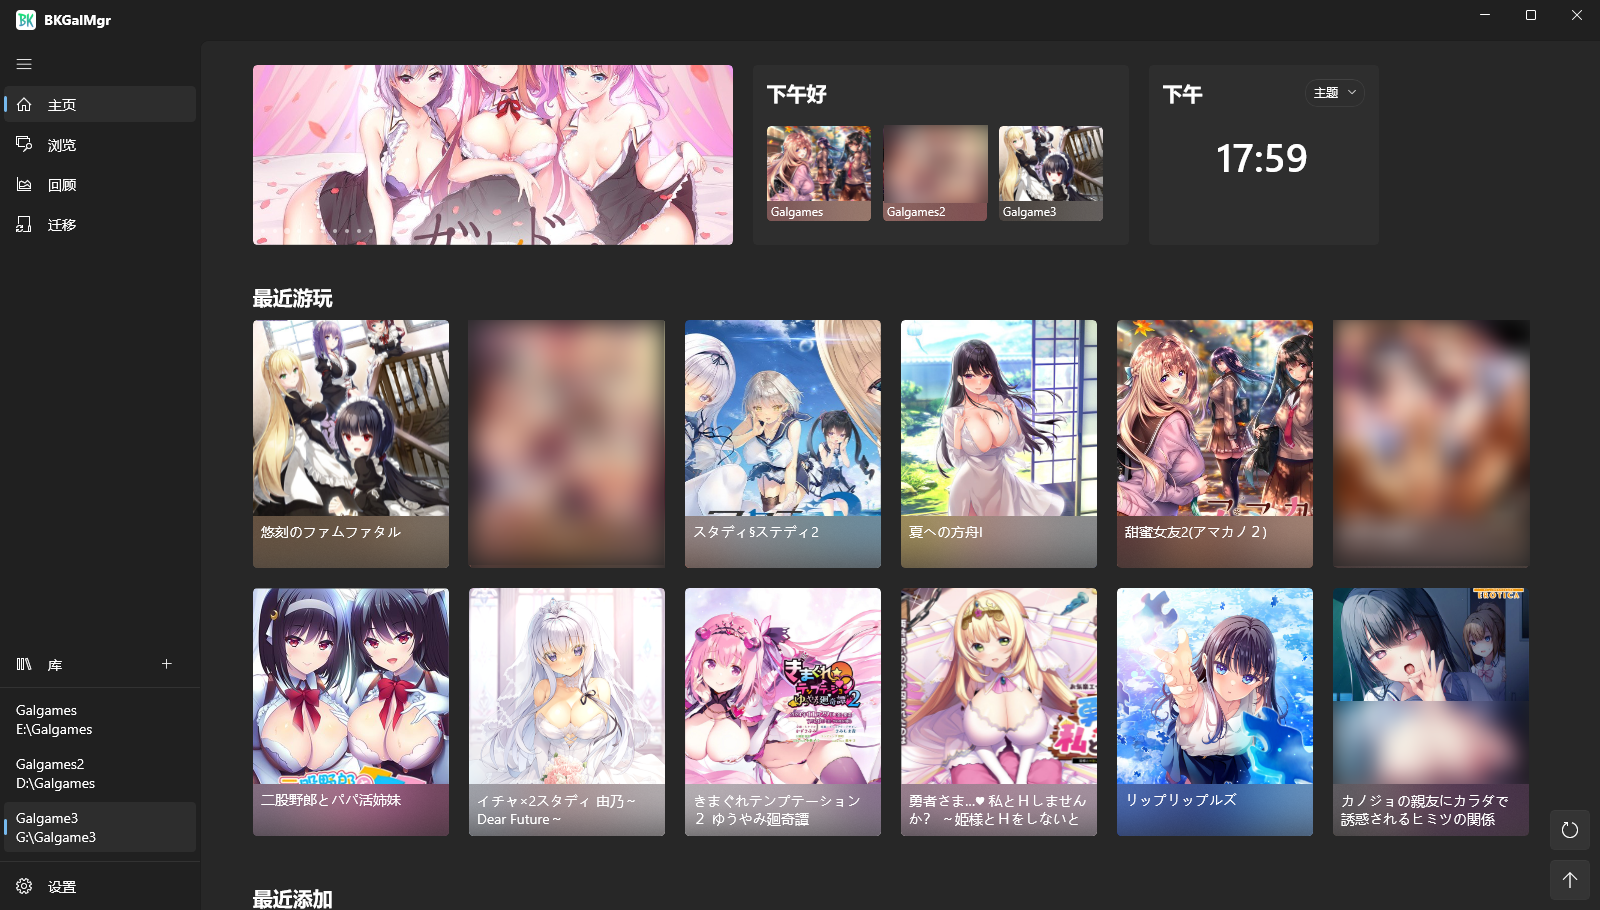 BKGalMgr
主页
浏览
回顾
迁移
下午好
Galgames
Galgames2
Galgame3
下午
主题
17:59
最近游玩
悠刻のファムファタル
スタディ§ステディ2
夏への方舟I
甜蜜女友2(アマカノ２)
二股野郎とパパ活姉妹
イチャ×2スタディ 由乃～
Dear Future～
きまぐれテンプテーション
２ ゆうやみ廻奇譚
勇者さま...♥ 私とＨしません
か？ ～姫様とＨをしないと
リップリップルズ
EROTICA
カノジョの親友にカラダで
誘惑されるヒミツの関係
最近添加
库
Galgames
E:\Galgames
Galgames2
D:\Galgames
Galgame3
G:\Galgame3
设置